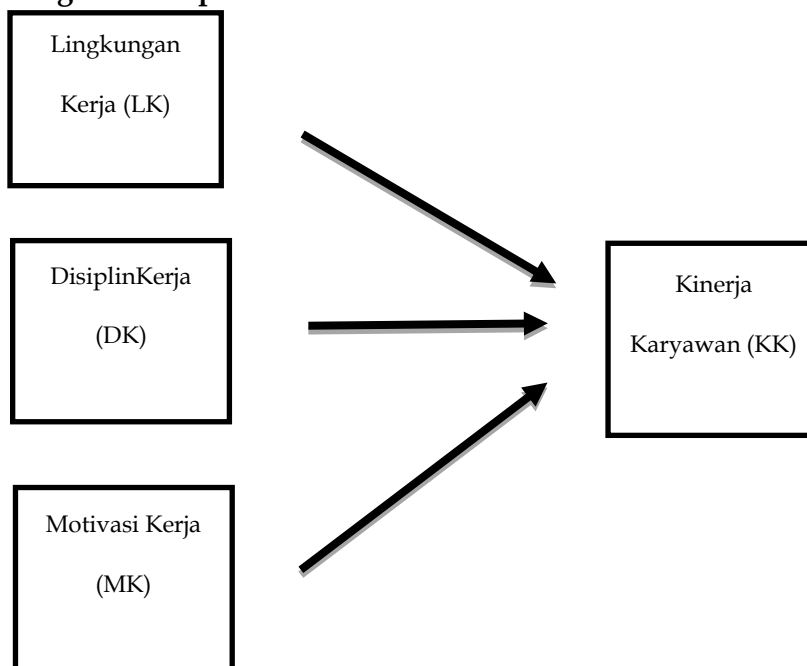 Lingkungan
Kerja (LK)
DisiplinKerja
(DK)
Kinerja
Karyawan (KK)
Motivasi Kerja
(MK)